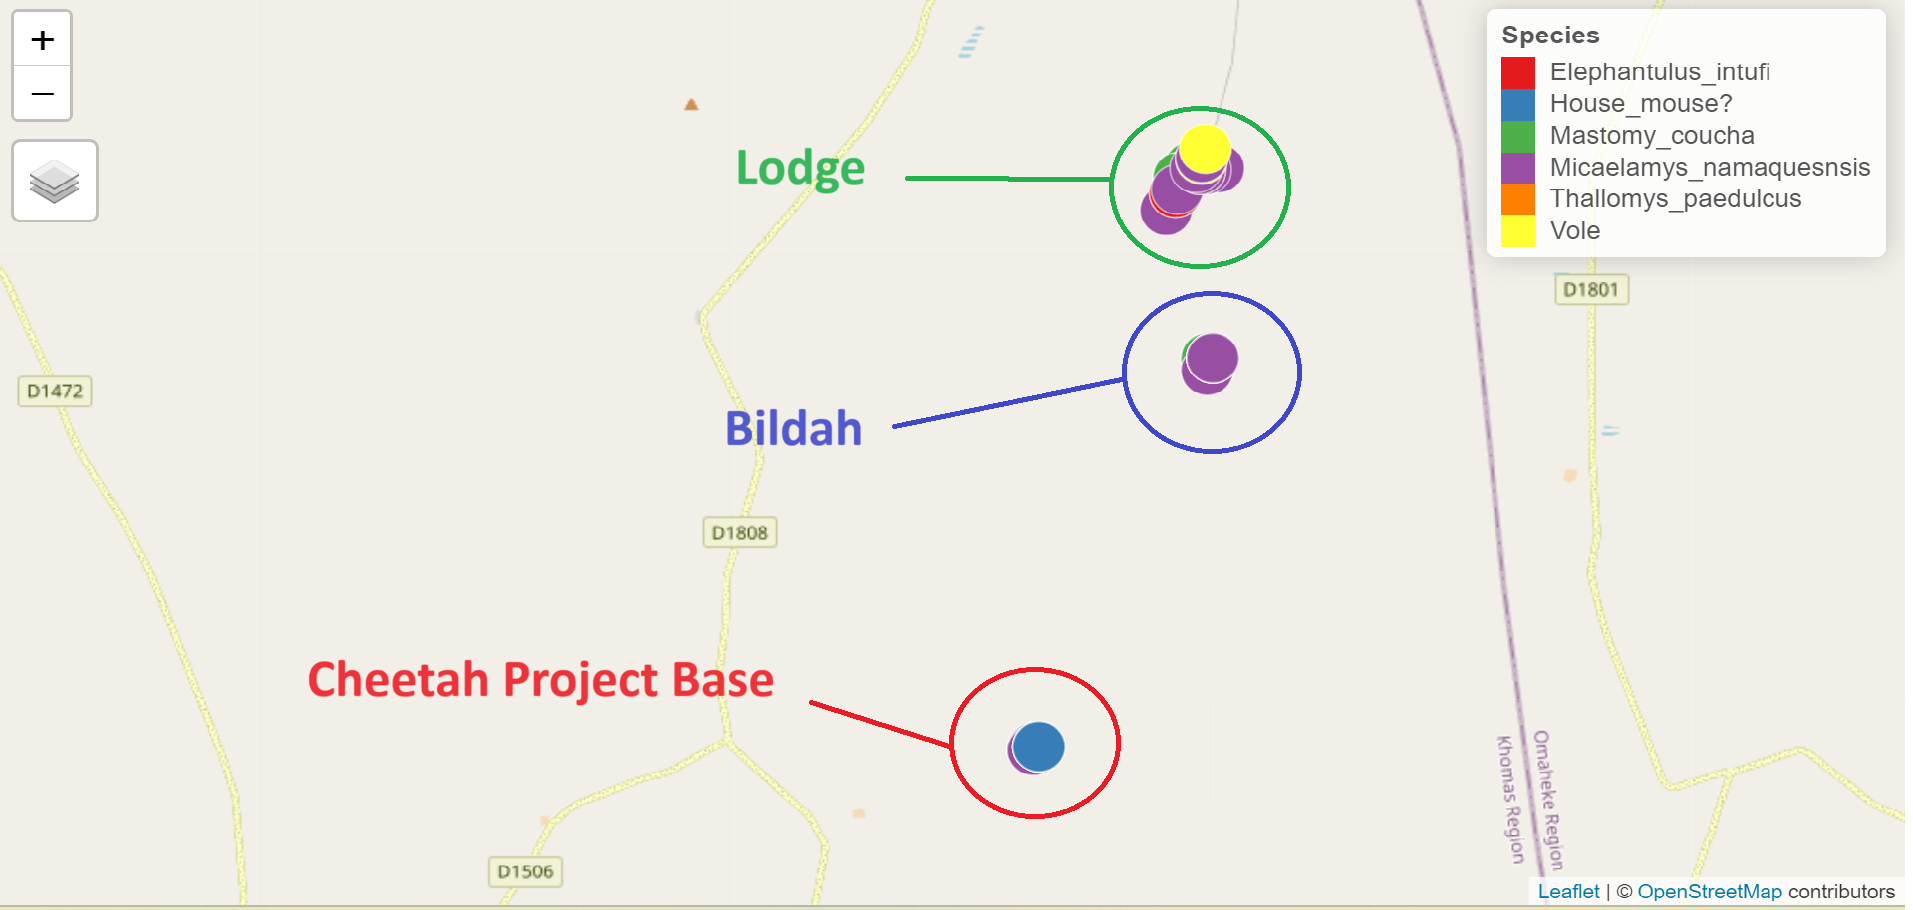 +
−
Species
Elephantulus_intufi
House_mouse?
Mastomy_coucha
Micaelamys_namaquesnsis
Thallomys_paedulcus
Vole
Lodge
D1801
D1472
Bildah
D1808
Cheetah Project Base
Khomas Region
Omaheke Region
D1506
Leaflet | © OpenStreetMap contributors